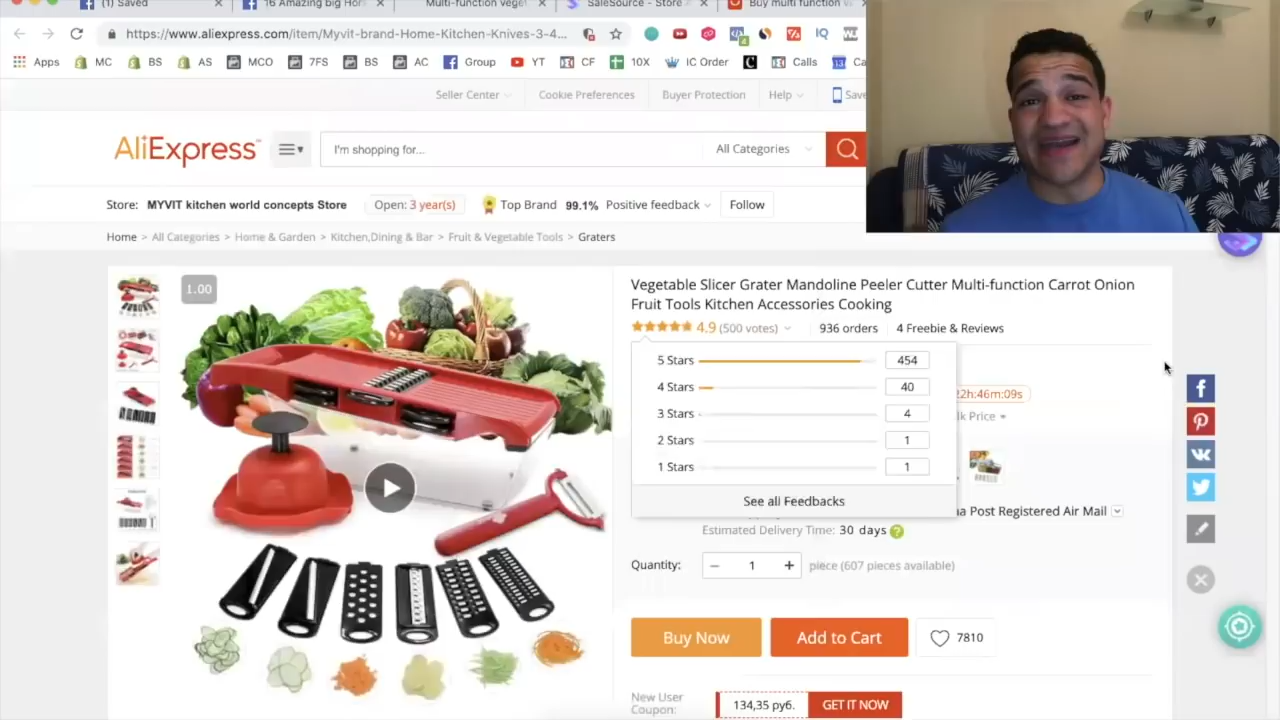 (1) Saved
16 Amazing big Hor
Multi-function vege
SaleSource - Store
Buy multi function v
https://www.aliexpress.com/item/Myvit-brand-Home-Kitchen-Knives-3-4...
Apps MC BS AS MCO 7FS BS AC Group YT CF 10X IC Order Calls Ca
Seller Center Cookie Preferences Buyer Protection Help Save
AliExpress
I'm shopping for...
All Categories
Store: MYVIT kitchen world concepts Store Open: 3 year(s) Top Brand 99.1% Positive feedback Follow
Home > All Categories > Home & Garden > Kitchen,Dining & Bar > Fruit & Vegetable Tools > Graters
1.00
Vegetable Slicer Grater Mandoline Peeler Cutter Multi-function Carrot Onion
Fruit Tools Kitchen Accessories Cooking
4.9 (500 votes) 936 orders 4 Freebie & Reviews
5 Stars 454
4 Stars 40
3 Stars 4
2 Stars 1
1 Stars 1
See all Feedbacks
22h:46m:09s
lk Price
na Post Registered Air Mail
Estimated Delivery Time: 30 days
Quantity: − 1 + piece (607 pieces available)
Buy Now
Add to Cart
7810
New User
Coupon:
134,35 руб.
GET IT NOW